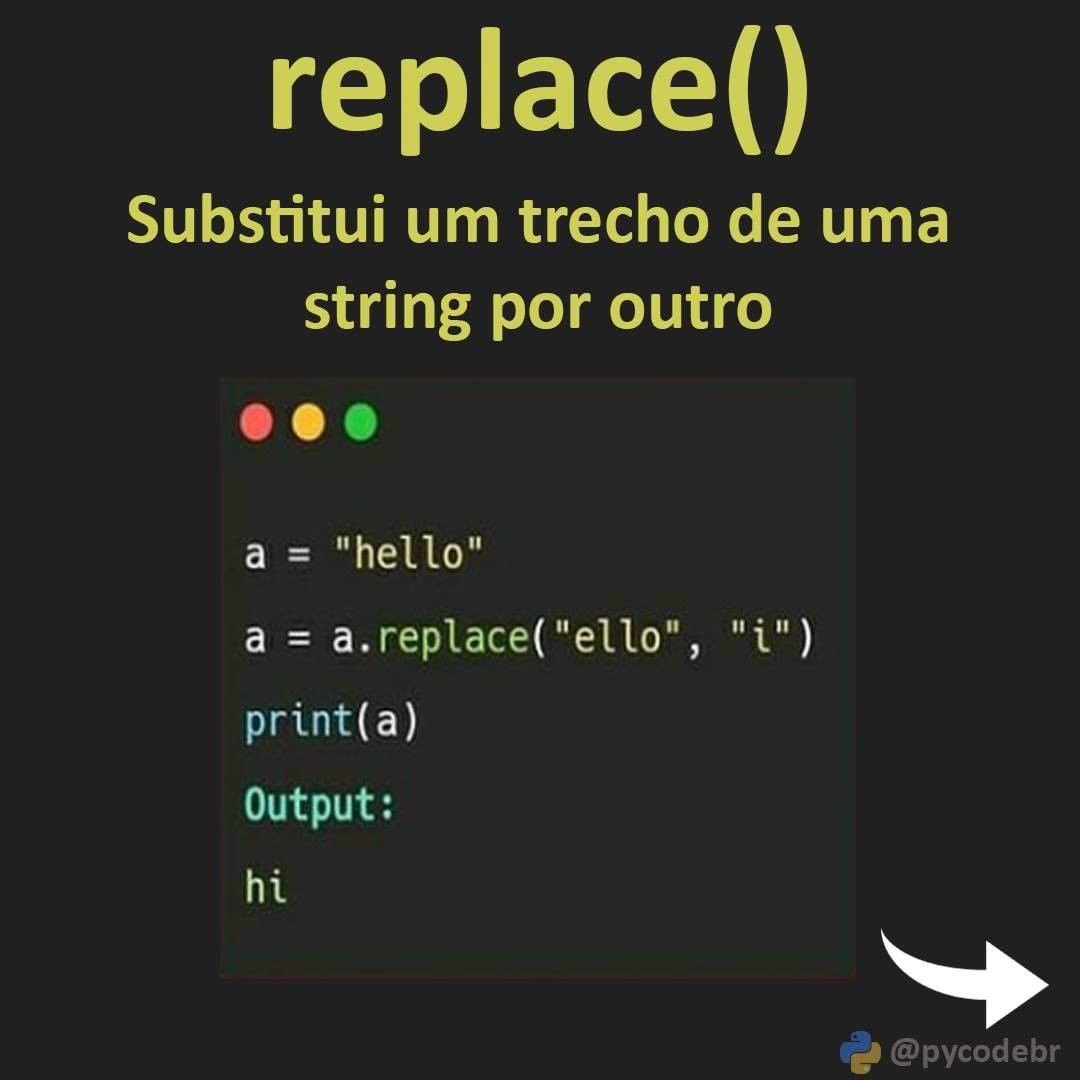 replace()
Substitui um trecho de uma
string por outro
a = "hello"
a = a.replace("ello", "i")
print(a)
Output:
hi
@pycodebr